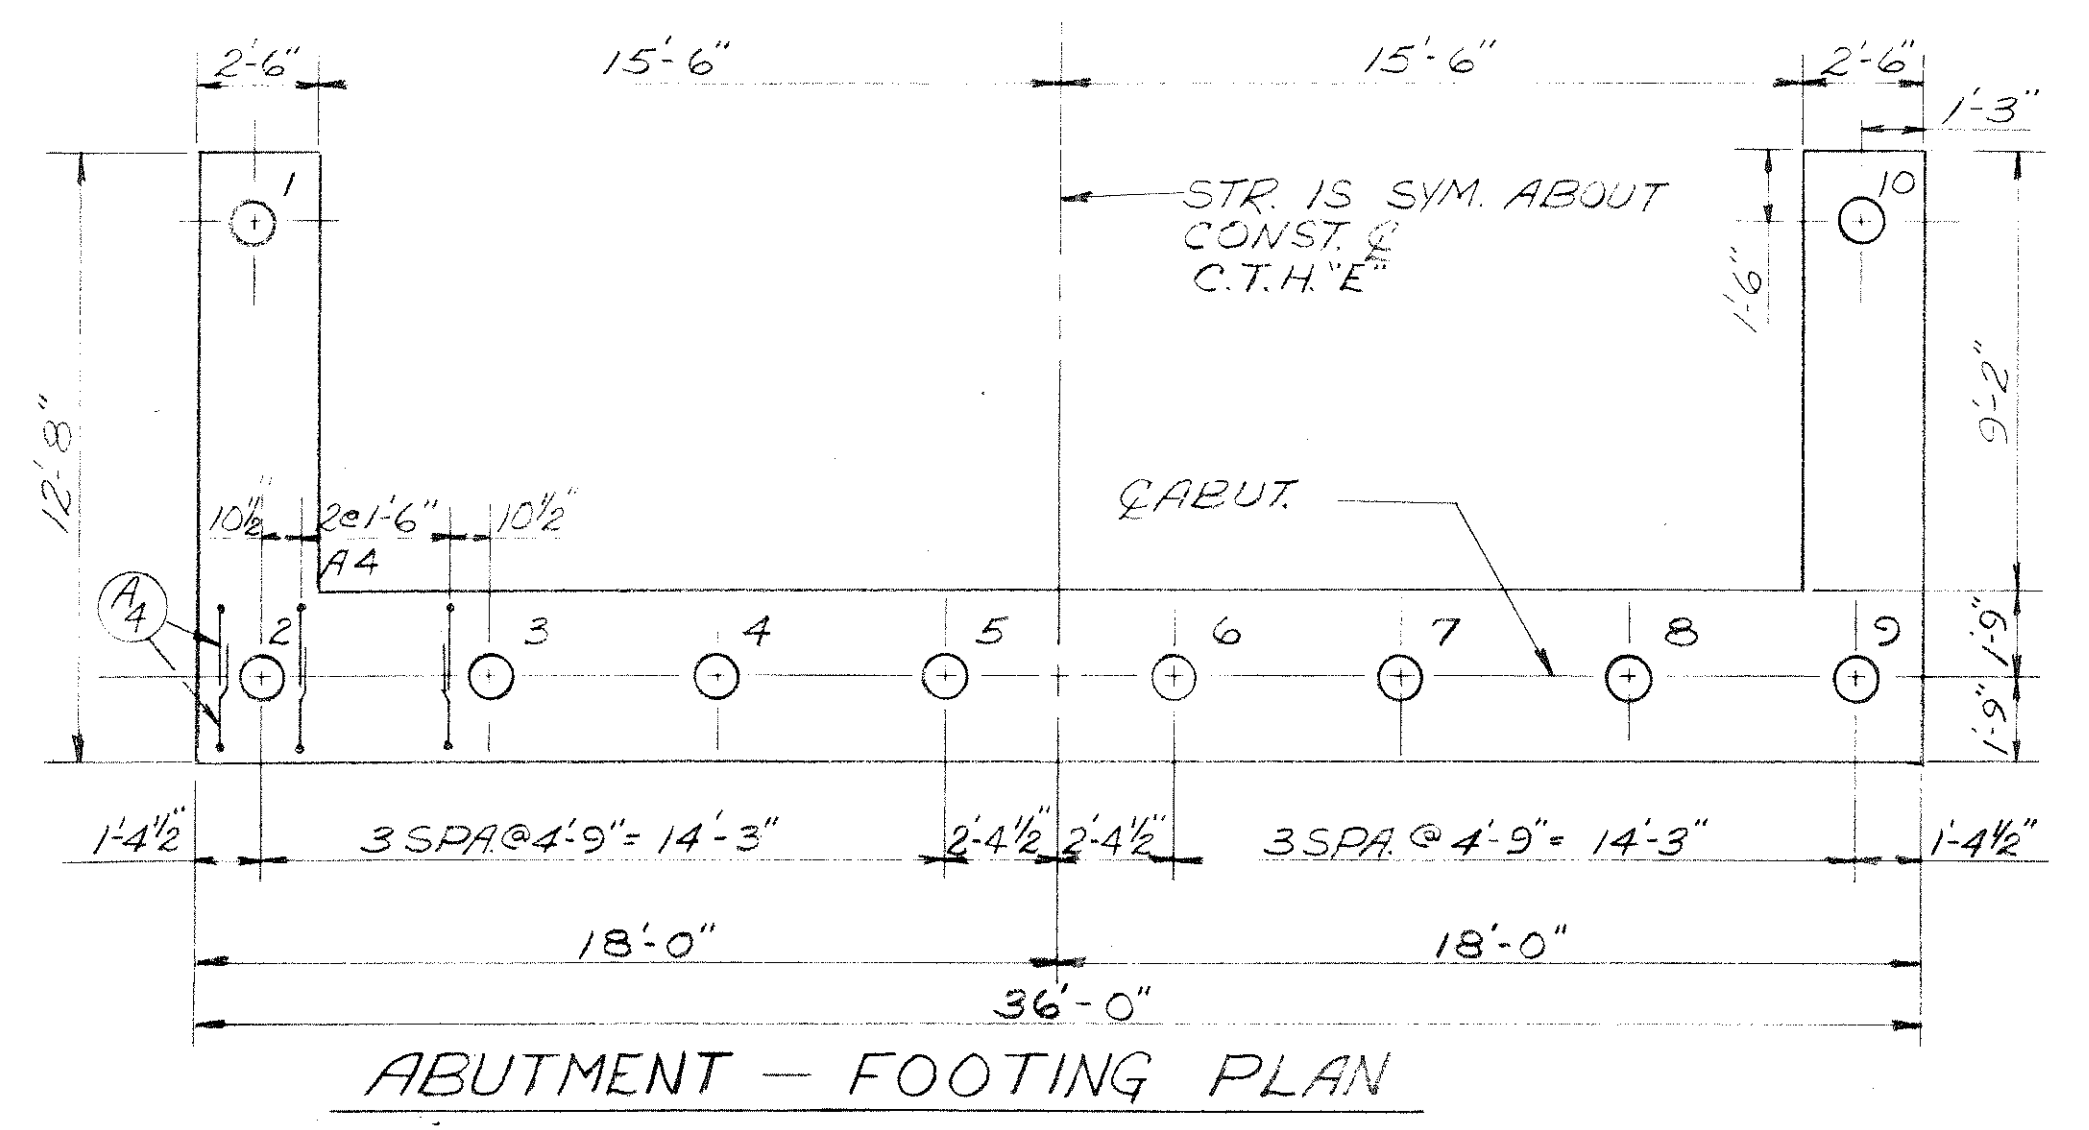 2'-6" 15'-6" 15'-6" 2'-6"
1'-3"
1 10
STR. IS SYM. ABOUT
CONST. ℄
C.T.H. "E"
1'-6"
12'-8"
9'-2"
10½" 2@1'-6" 10½"
A4
℄ ABUT.
A
4
2 3 4 5 6 7 8 9
1'-9"
1'-9"
1'-4½" 3 SPA.@4'-9"= 14'-3" 2'-4½" 2'-4½" 3 SPA. @ 4'-9"= 14'-3" 1'-4½"
18'-0" 18'-0"
36'-0"
ABUTMENT — FOOTING PLAN